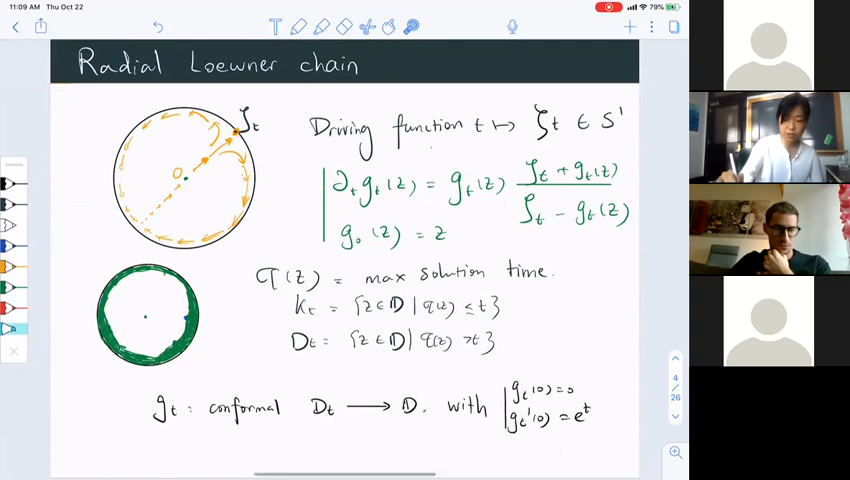 11:09 AM Thu Oct 22
79%
Radial Loewner chain
ζt
O
Driving function t ↦ ζt ∈ S¹
∂t gt(z) = gt(z) (ζt + gt(z)) / (ζt − gt(z))
g₀(z) = z
τ(z) = max solution time.
Kt = {z ∈ 𝔻 | τ(z) ≤ t}
Dt = {z ∈ 𝔻 | τ(z) > t}
gt : conformal Dt ⟶ 𝔻. with | gt(0) = 0
gt'(0) = e^t
4
26